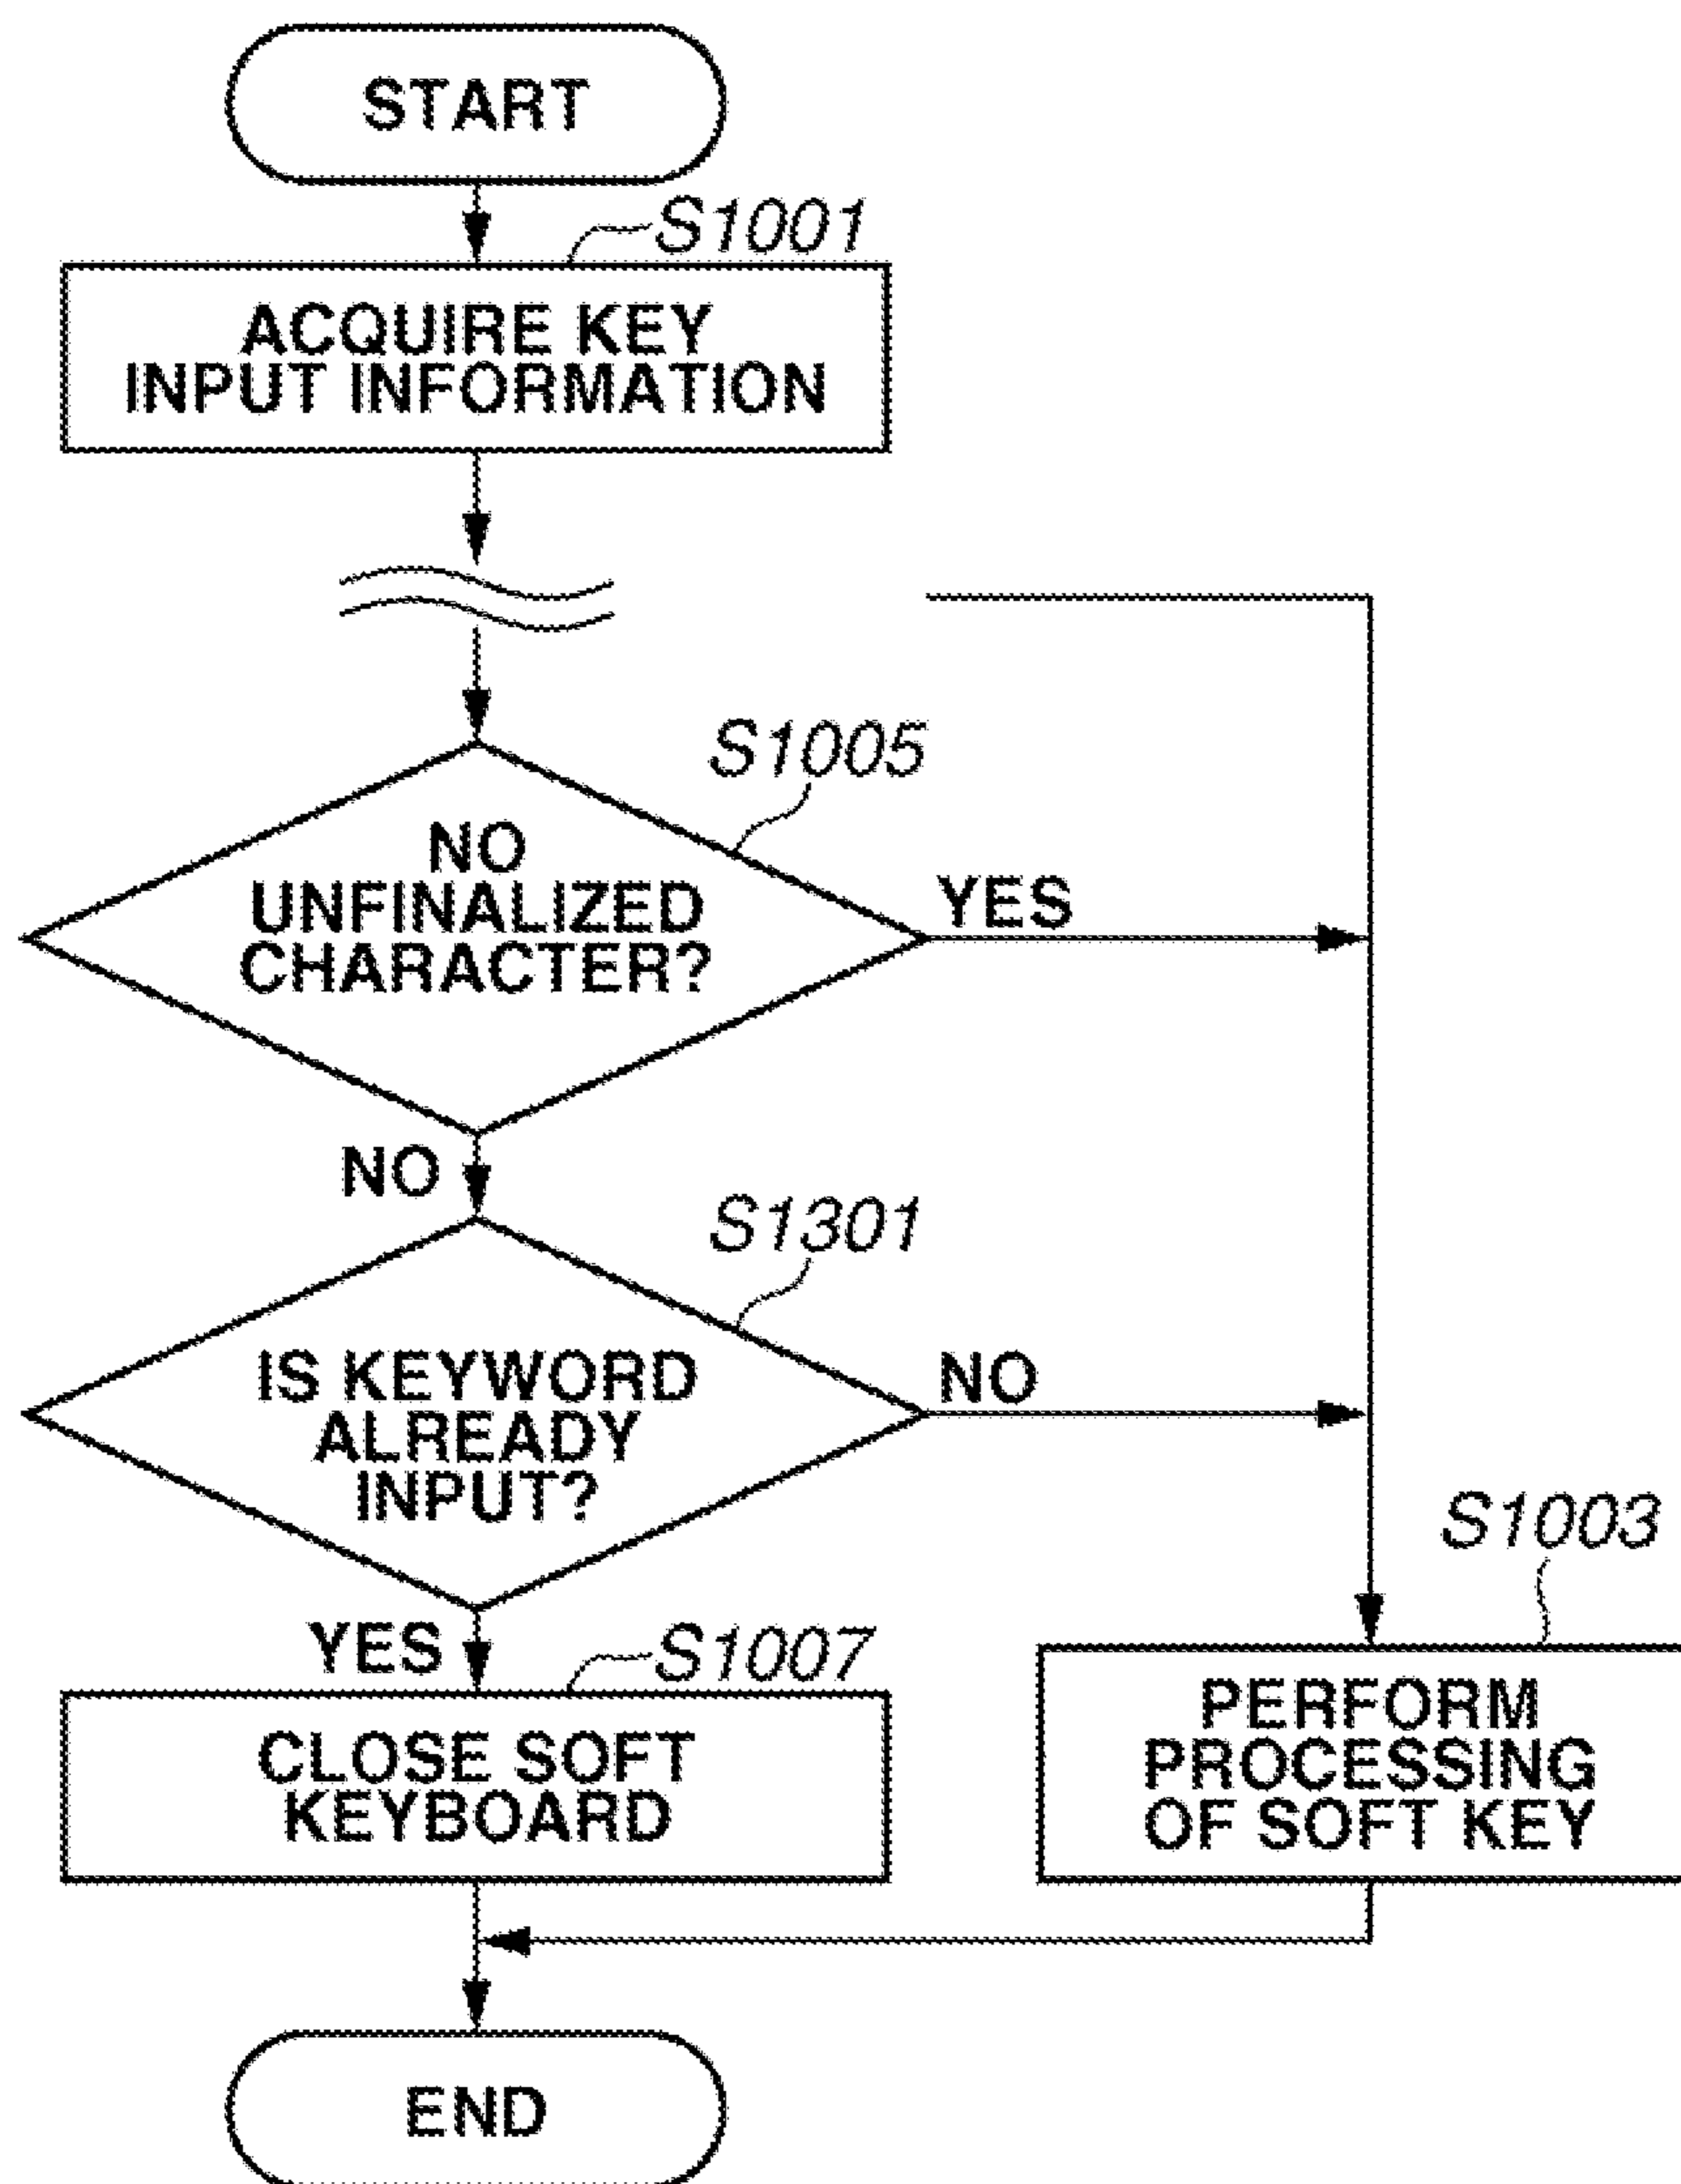 START
S1001
ACQUIRE KEY
INPUT INFORMATION
S1005
NO
UNFINALIZED
CHARACTER?
YES
NO
S1301
IS KEYWORD
ALREADY
INPUT?
NO
YES
S1007
CLOSE SOFT
KEYBOARD
S1003
PERFORM
PROCESSING
OF SOFT KEY
END